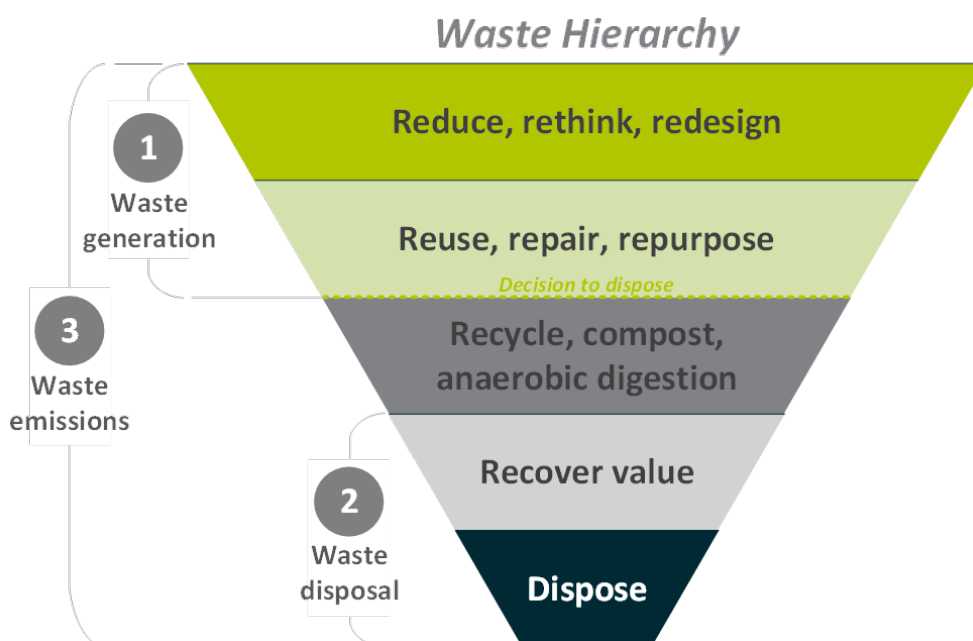 Waste Hierarchy
Reduce, rethink, redesign
1
Waste
generation
Reuse, repair, repurpose
Decision to dispose
3
Waste
emissions
Recycle, compost,
anaerobic digestion
Recover value
2
Waste
disposal
Dispose